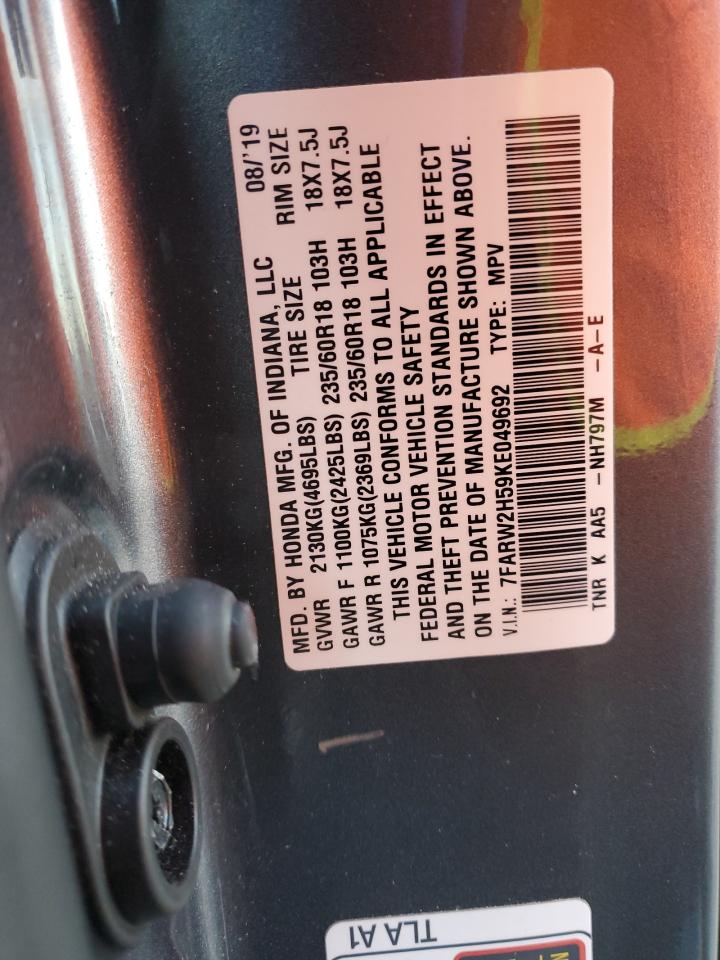 MFD. BY HONDA MFG. OF INDIANA, LLC 08/'19
GVWR 2130KG(4695LBS) TIRE SIZE RIM SIZE
GAWR F 1100KG(2425LBS) 235/60R18 103H 18X7.5J
GAWR R 1075KG(2369LBS) 235/60R18 103H 18X7.5J
THIS VEHICLE CONFORMS TO ALL APPLICABLE
FEDERAL MOTOR VEHICLE SAFETY
AND THEFT PREVENTION STANDARDS IN EFFECT
ON THE DATE OF MANUFACTURE SHOWN ABOVE.
V.I.N.: 7FARW2H59KE049692 TYPE: MPV
TNR K AA5 -NH797M -A-E
TLA A1